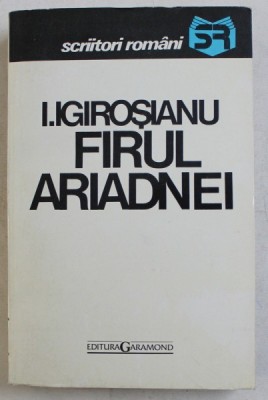 scriitori români
SR
I.IGIROȘIANU
FIRUL
ARIADNEI
EDITURA GARAMOND